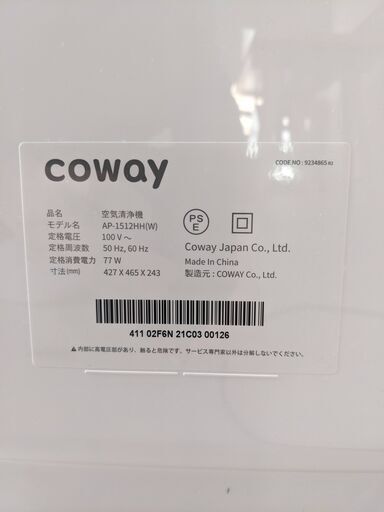 coway
CODE NO : 9234865 R2
品名 空気清浄機
モデル名 AP-1512HH(W)
定格電圧 100 V ~
定格周波数 50 Hz, 60 Hz
定格消費電力 77 W
寸法(mm) 427 X 465 X 243
PS
E
Coway Japan Co., Ltd.
Made In China
製造元 : COWAY Co., Ltd.
411 02F6N 21C03 00126
⚠ 内部に高電圧部があり、触ると危険です。サービス専門家以外は分解しないでください。